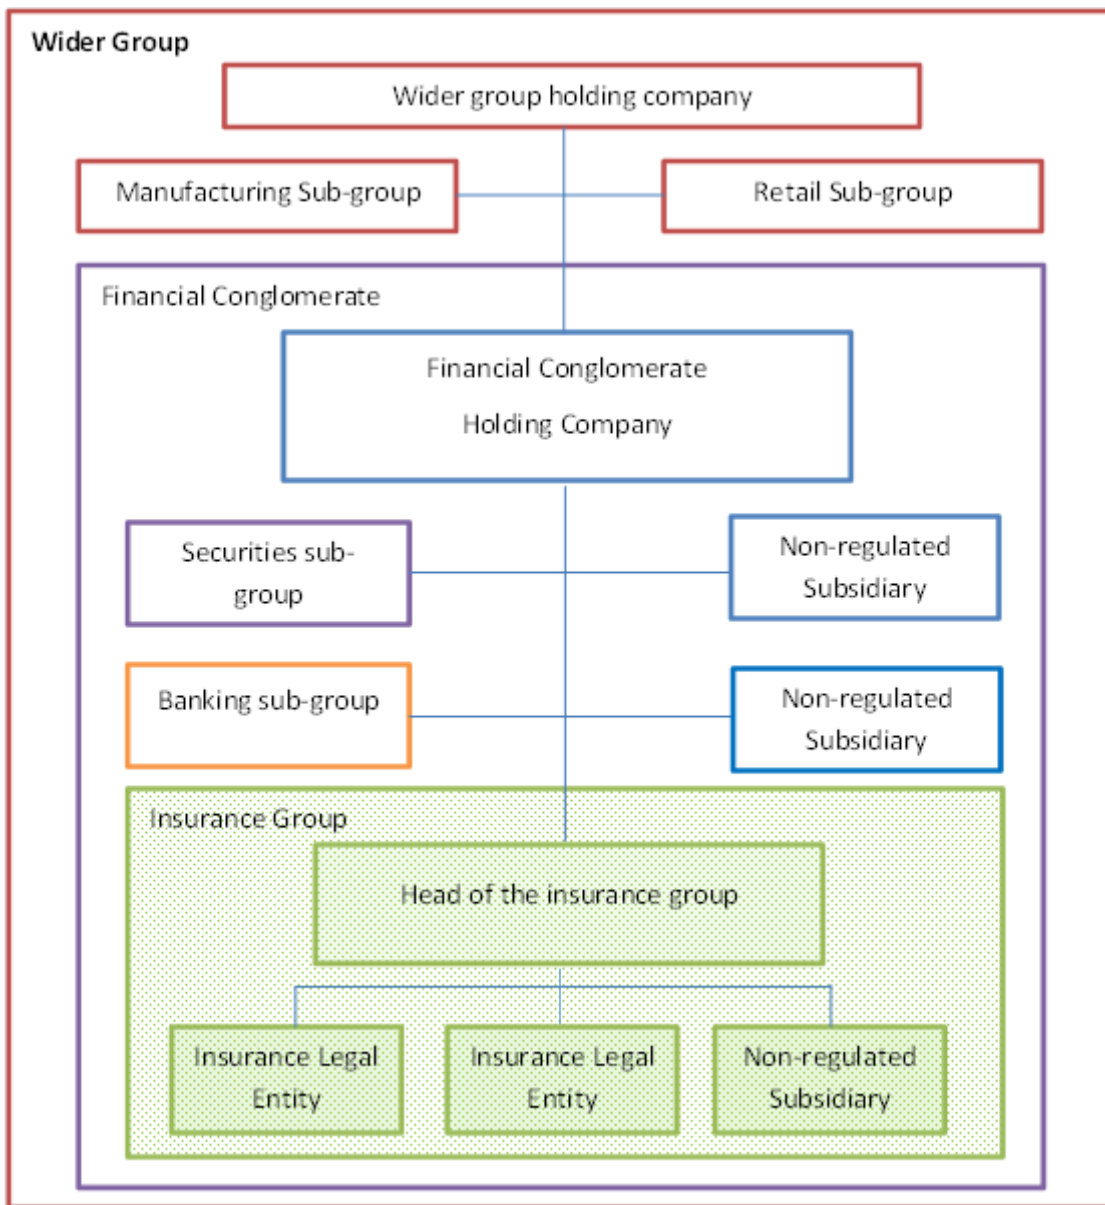 Wider Group
Wider group holding company
Manufacturing Sub-group
Retail Sub-group
Financial Conglomerate
Financial Conglomerate
Holding Company
Securities sub-
group
Non-regulated
Subsidiary
Banking sub-group
Non-regulated
Subsidiary
Insurance Group
Head of the insurance group
Insurance Legal
Entity
Insurance Legal
Entity
Non-regulated
Subsidiary